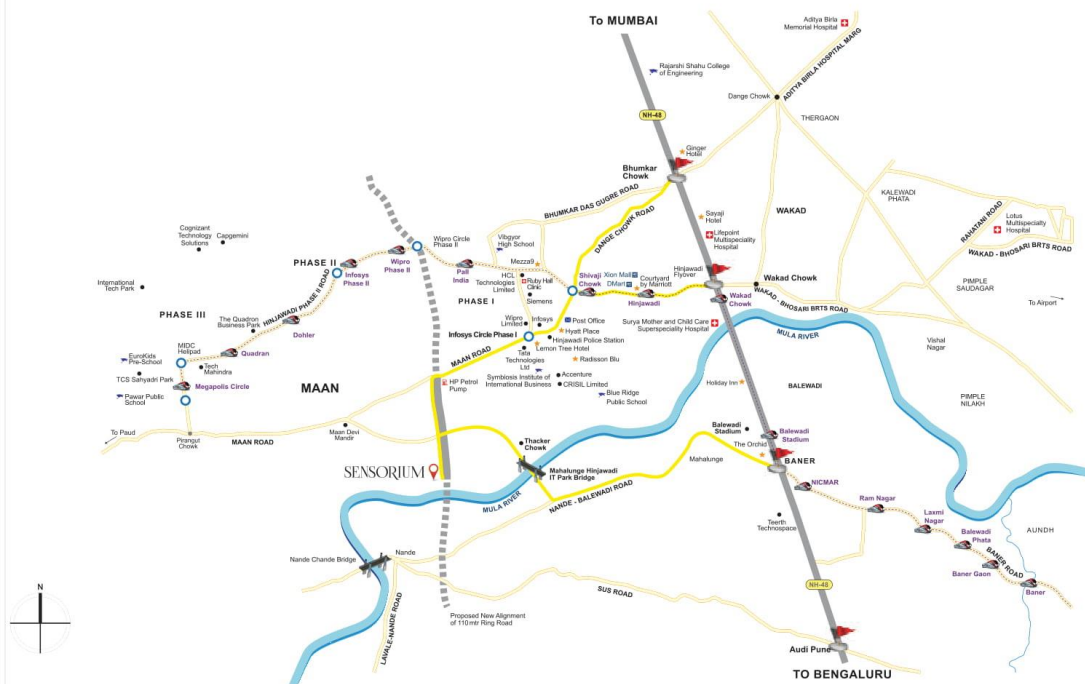 To MUMBAI
Aditya Birla
Memorial Hospital
ADITYA BIRLA HOSPITAL MARG
Rajarshi Shahu College
of Engineering
Dange Chowk
THERGAON
NH-48
Ginger
Hotel
Bhumkar
Chowk
BHUMKAR DAS GUGRE ROAD
DANGE CHOWK ROAD
KALEWADI
PHATA
RAHATANI ROAD
Lotus
Multispecialty
Hospital
WAKAD - BHOSARI BRTS ROAD
WAKAD
Sayaji
Hotel
Lifepoint
Multispeciality
Hospital
Cognizant
Technology
Solutions
Capgemini
Wipro Circle
Phase II
Vibgyor
High School
Mezza9
PHASE II
Infosys
Phase II
Wipro
Phase II
Pall
India
HCL
Technologies
Limited
Ruby Hall
Clinic
Siemens
Shivaji
Chowk
Xion Mall
DMart
Courtyard
by Marriott
Hinjawadi
Flyover
Hinjawadi
Wakad Chowk
Wakad
Chowk
WAKAD - BHOSARI BRTS ROAD
PIMPLE
SAUDAGAR
To Airport
International
Tech Park
HINJAWADI PHASE II ROAD
PHASE I
PHASE III
Dohler
The Quadron
Business Park
Wipro
Limited
Infosys
Post Office
Hyatt Place
Hinjawadi Police Station
Infosys Circle Phase I
Surya Mother and Child Care
Superspeciality Hospital
MULA RIVER
Vishal
Nagar
MIDC
Helipad
Quadran
EuroKids
Pre-School
Tech
Mahindra
TCS Sahyadri Park
Megapolis Circle
Pawar Public
School
MAAN ROAD
MAAN
Tata
Technologies
Ltd
Lemon Tree Hotel
Radisson Blu
Symbiosis Institute of
International Business
Accenture
CRISIL Limited
Blue Ridge
Public School
HP Petrol
Pump
Holiday Inn
BALEWADI
PIMPLE
NILAKH
To Paud
Pirangut
Chowk
MAAN ROAD
Maan Devi
Mandir
Thacker
Chowk
Balewadi
Stadium
The Orchid
Balewadi
Stadium
BANER
SENSORIUM
Mahalunge Hinjawadi
IT Park Bridge
Mahalunge
MULA RIVER
NANDE - BALEWADI ROAD
NICMAR
Ram Nagar
Laxmi
Nagar
Balewadi
Phata
Baner Gaon
BANER ROAD
Baner
AUNDH
Teerth
Technospace
Nande Chande Bridge
Nande
LAVALE-NANDE ROAD
SUS ROAD
NH-48
N
Proposed New Alignment
of 110 mtr Ring Road
Audi Pune
TO BENGALURU